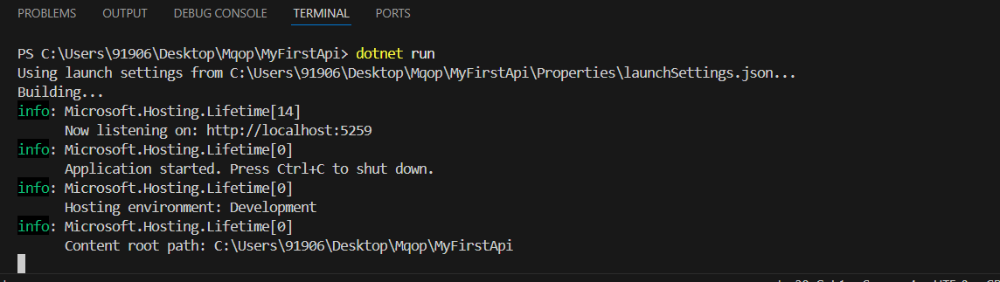 PROBLEMS OUTPUT DEBUG CONSOLE TERMINAL PORTS
PS C:\Users\91906\Desktop\Mqop\MyFirstApi> dotnet run
Using launch settings from C:\Users\91906\Desktop\Mqop\MyFirstApi\Properties\launchSettings.json...
Building...
info: Microsoft.Hosting.Lifetime[14]
      Now listening on: http://localhost:5259
info: Microsoft.Hosting.Lifetime[0]
      Application started. Press Ctrl+C to shut down.
info: Microsoft.Hosting.Lifetime[0]
      Hosting environment: Development
info: Microsoft.Hosting.Lifetime[0]
      Content root path: C:\Users\91906\Desktop\Mqop\MyFirstApi